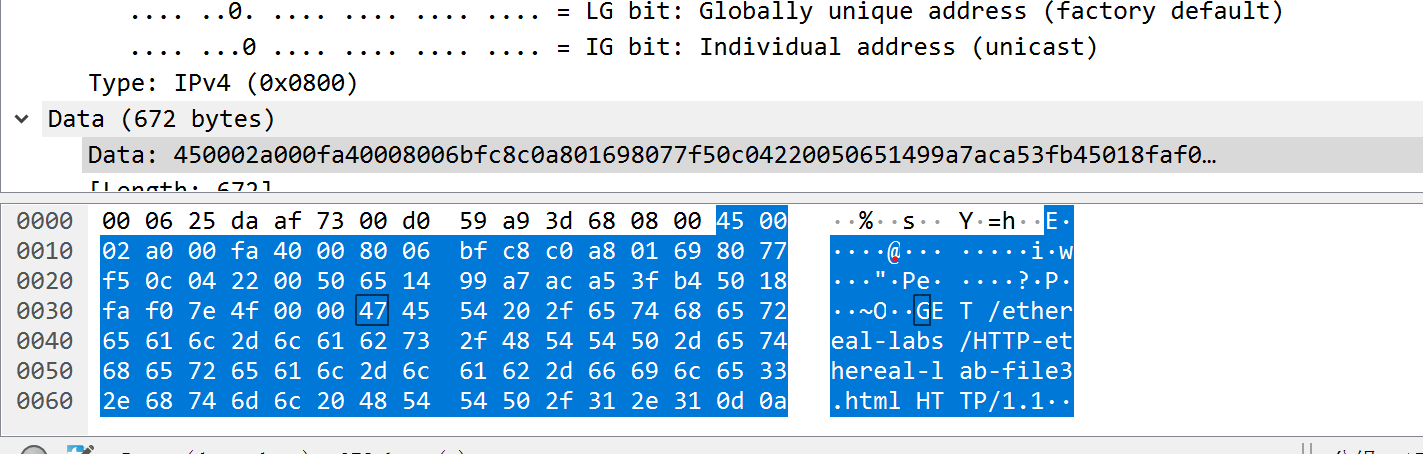 .... ..0. .... .... .... .... = LG bit: Globally unique address (factory default)
.... ...0 .... .... .... .... = IG bit: Individual address (unicast)
Type: IPv4 (0x0800)
Data (672 bytes)
Data: 450002a000fa40008006bfc8c0a801698077f50c04220050651499a7aca53fb45018faf0…
[Length: 672]
0000 00 06 25 da af 73 00 d0 59 a9 3d 68 08 00 45 00 ··%··s·· Y·=h··E·
0010 02 a0 00 fa 40 00 80 06 bf c8 c0 a8 01 69 80 77 ····@··· ·····i·w
0020 f5 0c 04 22 00 50 65 14 99 a7 ac a5 3f b4 50 18 ···"·Pe· ····?·P·
0030 fa f0 7e 4f 00 00 47 45 54 20 2f 65 74 68 65 72 ··~O··GE T /ether
0040 65 61 6c 2d 6c 61 62 73 2f 48 54 54 50 2d 65 74 eal-labs /HTTP-et
0050 68 65 72 65 61 6c 2d 6c 61 62 2d 66 69 6c 65 33 hereal-l ab-file3
0060 2e 68 74 6d 6c 20 48 54 54 50 2f 31 2e 31 0d 0a .html HT TP/1.1··